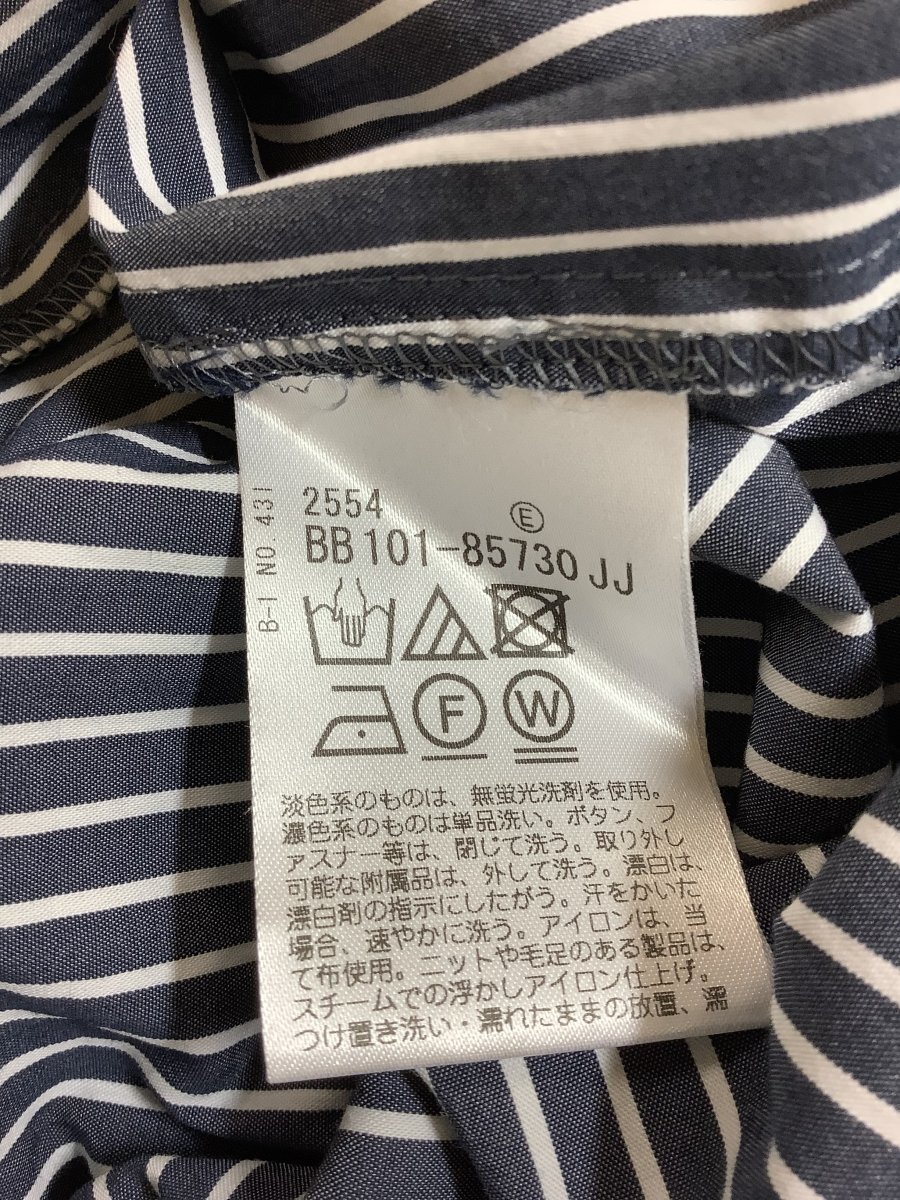 B-I NO.431
2554
Ⓔ
BB101-85730JJ
F
W
淡色系のものは、無蛍光洗剤を使用。
濃色系のものは単品洗い。ボタン、フ
ァスナー等は、閉じて洗う。取り外し
可能な附属品は、外して洗う。漂白は、
漂白剤の指示にしたがう。汗をかいた
場合、速やかに洗う。アイロンは、当
て布使用。ニットや毛足のある製品は、
スチームでの浮かしアイロン仕上げ。
つけ置き洗い・濡れたままの放置、濡